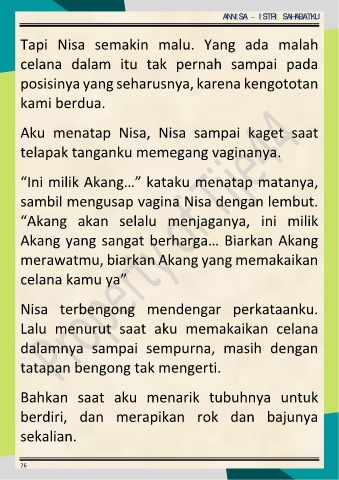 ANNISA – ISTRI SAHABATKU
Tapi Nisa semakin malu. Yang ada malah
celana dalam itu tak pernah sampai pada
posisinya yang seharusnya, karena kengototan
kami berdua.
Aku menatap Nisa, Nisa sampai kaget saat
telapak tanganku memegang vaginanya.
“Ini milik Akang…” kataku menatap matanya,
sambil mengusap vagina Nisa dengan lembut.
“Akang akan selalu menjaganya, ini milik
Akang yang sangat berharga… Biarkan Akang
merawatmu, biarkan Akang yang memakaikan
celana kamu ya”
Nisa terbengong mendengar perkataanku.
Lalu menurut saat aku memakaikan celana
dalamnya sampai sempurna, masih dengan
tatapan bengong tak mengerti.
Bahkan saat aku menarik tubuhnya untuk
berdiri, dan merapikan rok dan bajunya
sekalian.
26